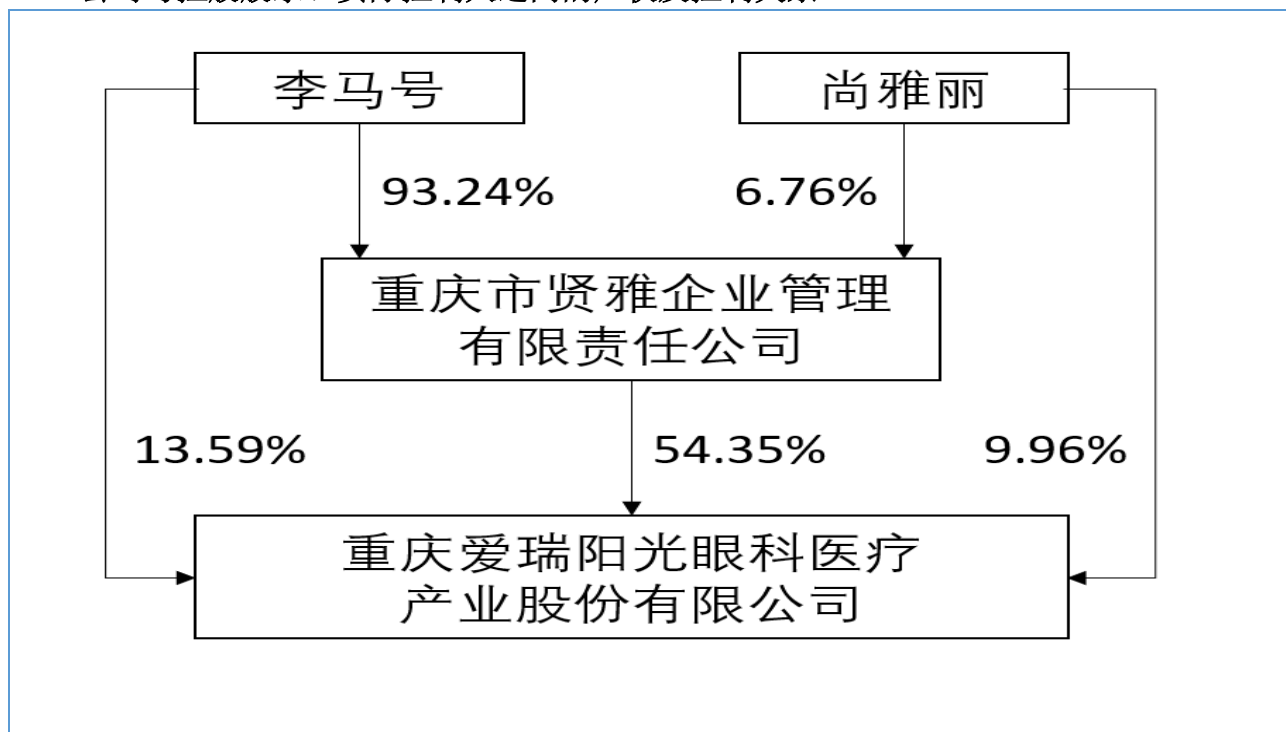 李马号
尚雅丽
93.24%
6.76%
重庆市贤雅企业管理
有限责任公司
13.59%
54.35%
9.96%
重庆爱瑞阳光眼科医疗
产业股份有限公司